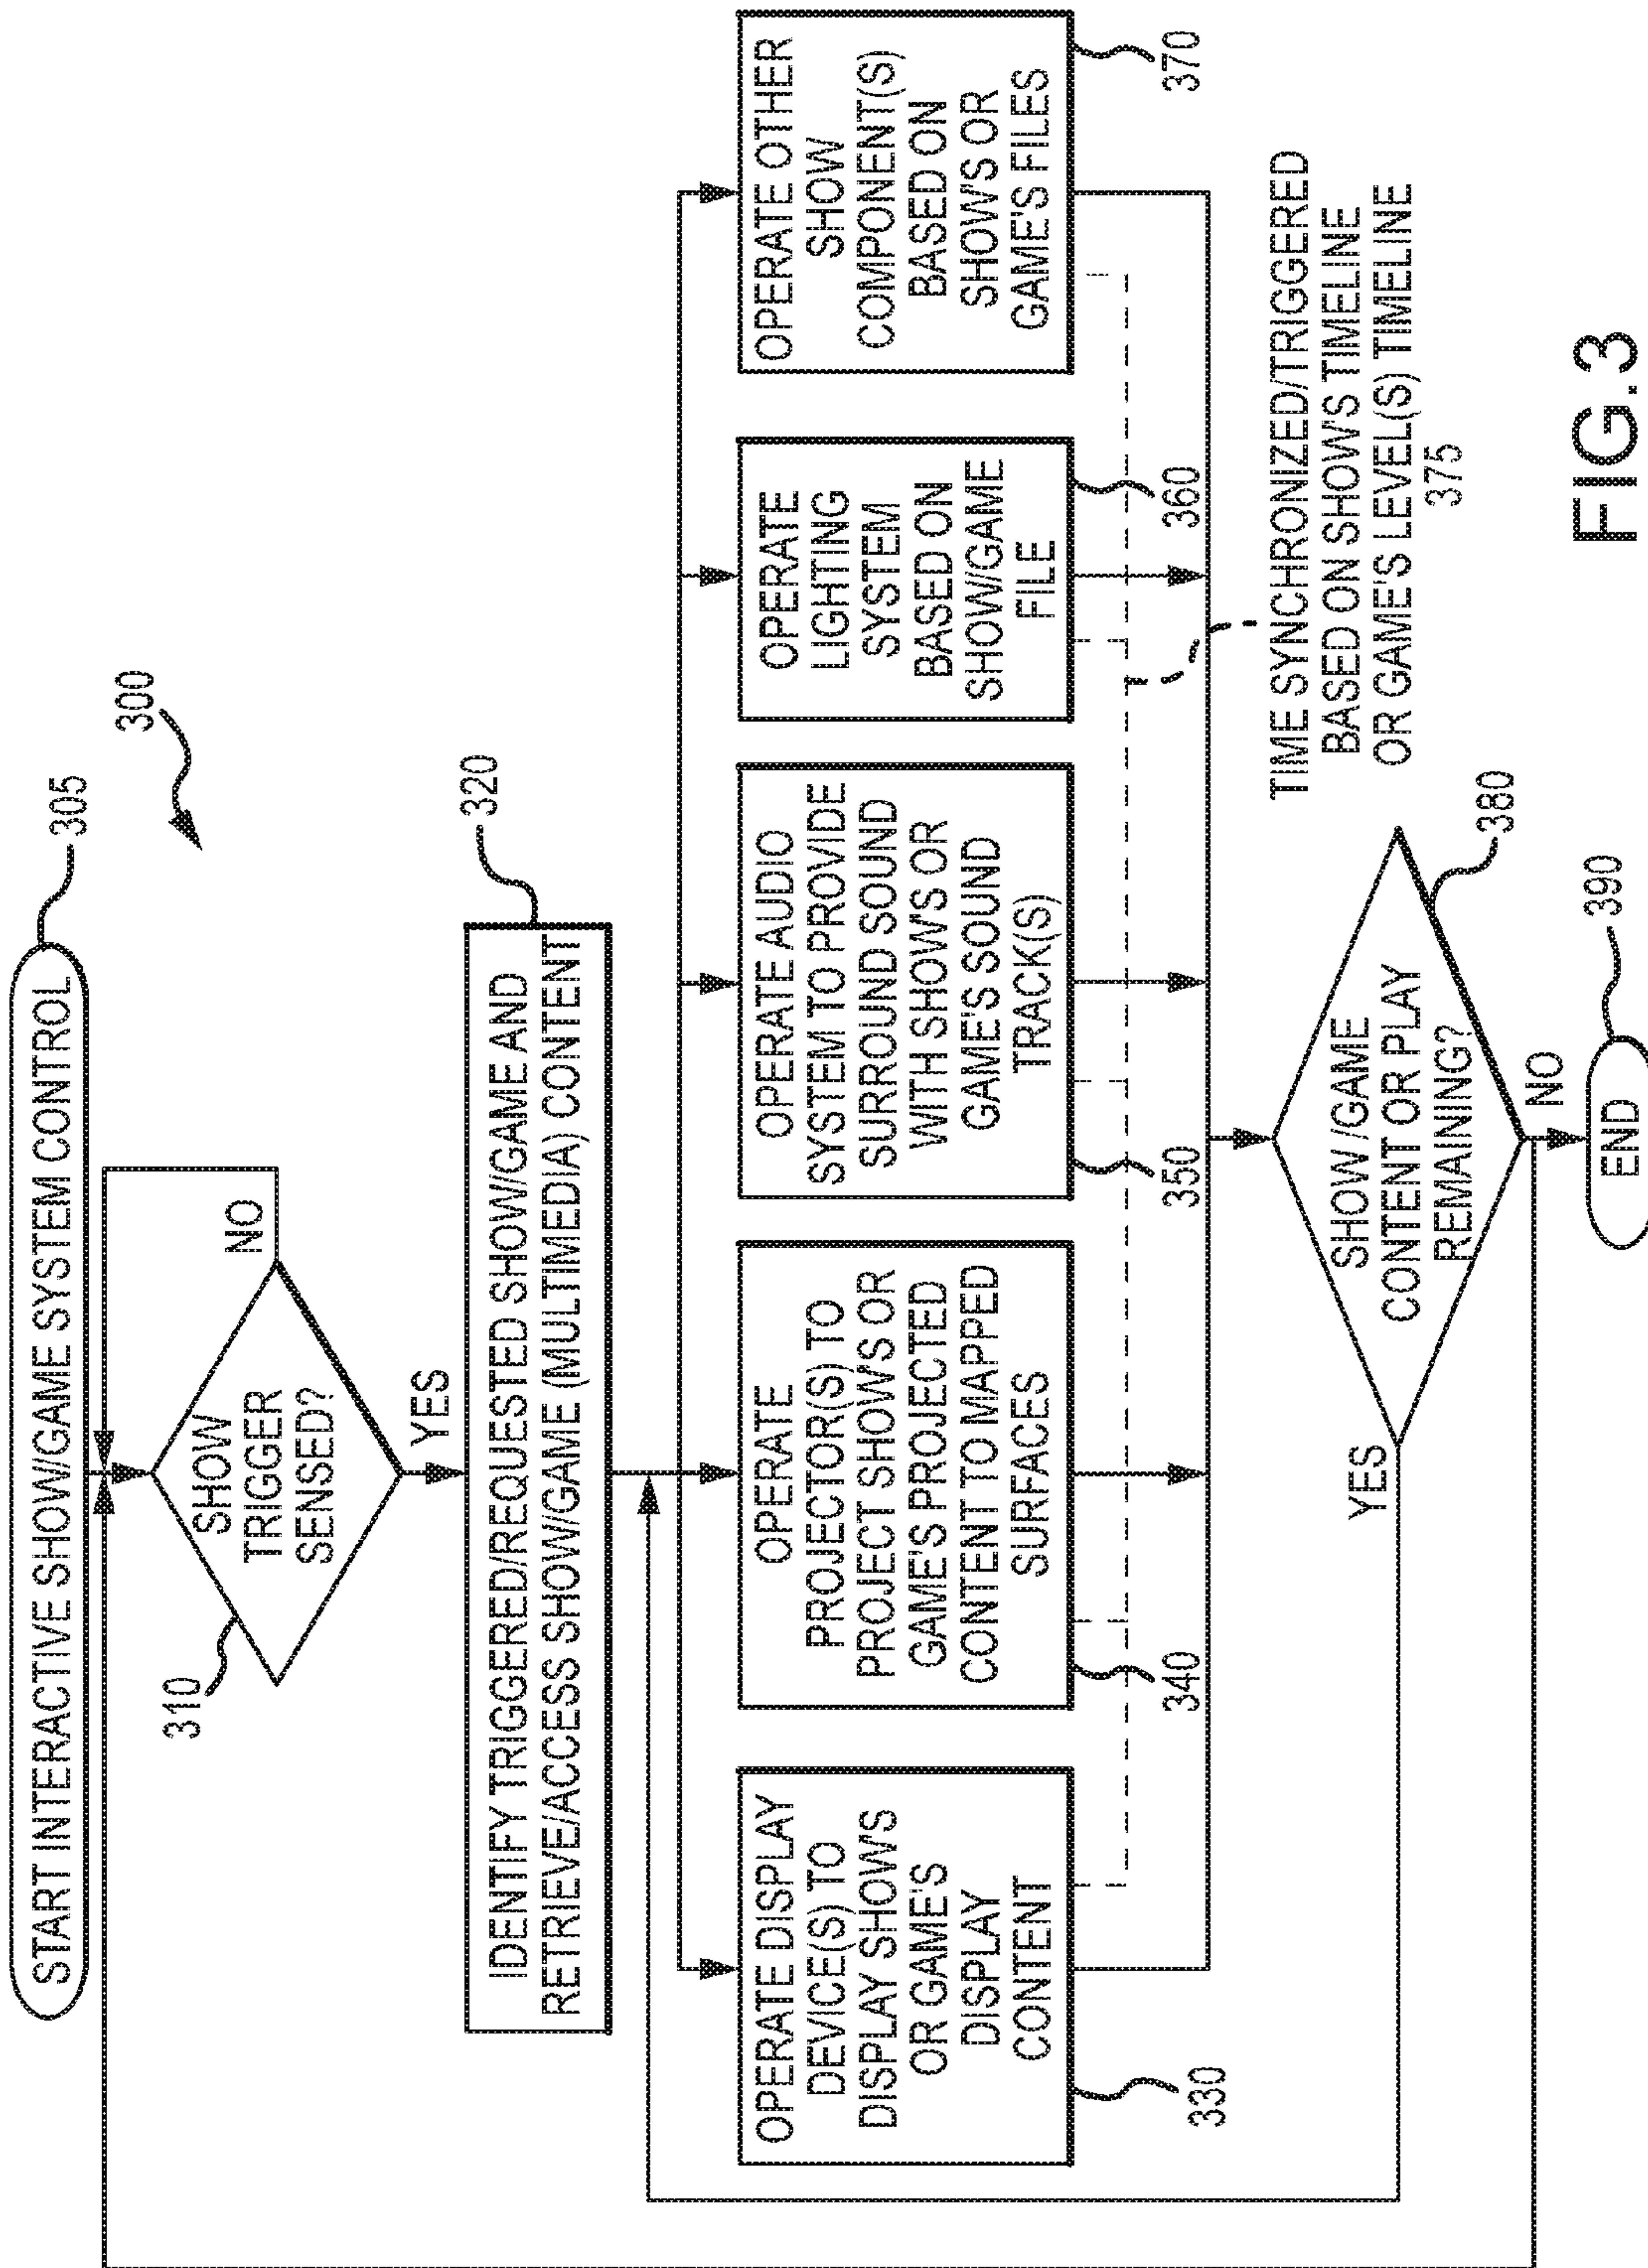 START INTERACTIVE SHOW/GAME SYSTEM CONTROL
305
300
SHOW
TRIGGER
SENSED?
NO
310
YES
320
IDENTIFY TRIGGERED/REQUESTED SHOW/GAME AND
RETRIEVE/ACCESS SHOW/GAME (MULTIMEDIA) CONTENT
OPERATE DISPLAY
DEVICE(S) TO
DISPLAY SHOWS
OR GAME'S
DISPLAY
CONTENT
330
OPERATE
PROJECTOR(S) TO
PROJECT SHOWS OR
GAME'S PROJECTED
CONTENT TO MAPPED
SURFACES
340
OPERATE AUDIO
SYSTEM TO PROVIDE
SURROUND SOUND
WITH SHOWS OR
GAME'S SOUND
TRACK(S)
350
OPERATE
LIGHTING
SYSTEM
BASED ON
SHOW/GAME
FILE
360
OPERATE OTHER
SHOW
COMPONENT(S)
BASED ON
SHOW'S OR
GAME'S FILES
370
TIME SYNCHRONIZED/TRIGGERED
BASED ON SHOW'S TIMELINE
OR GAME'S LEVEL(S) TIMELINE
375
SHOW /GAME
CONTENT OR PLAY
REMAINING?
380
YES
NO
END
390
FIG.3